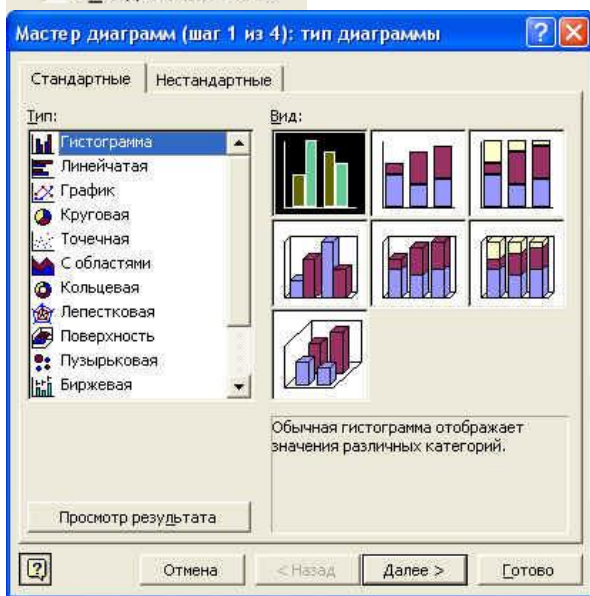 Мастер диаграмм (шаг 1 из 4): тип диаграммы
Стандартные
Нестандартные
Тип:
Вид:
Гистограмма
Линейчатая
График
Круговая
Точечная
С областями
Кольцевая
Лепестковая
Поверхность
Пузырьковая
Биржевая
Обычная гистограмма отображает
значения различных категорий.
Просмотр результата
Отмена
< Назад
Далее >
Готово